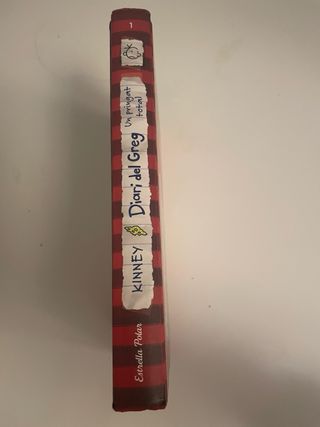 1
Un pringat
total
Diari del Greg
KINNEY
Estrella Polar